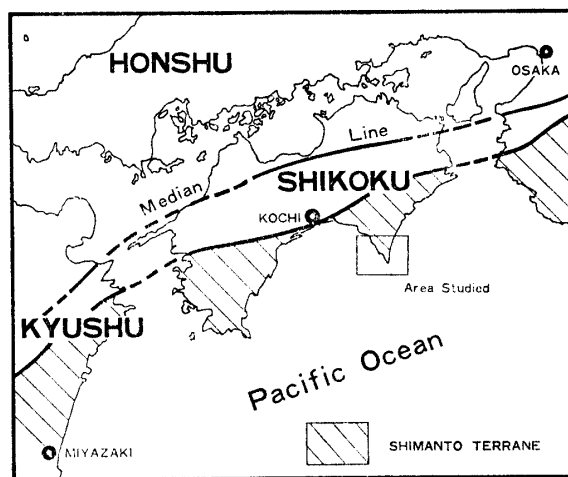 HONSHU
OSAKA
Median Line
SHIKOKU
KOCHI
Area Studied
KYUSHU
Pacific Ocean
MIYAZAKI
SHIMANTO TERRANE